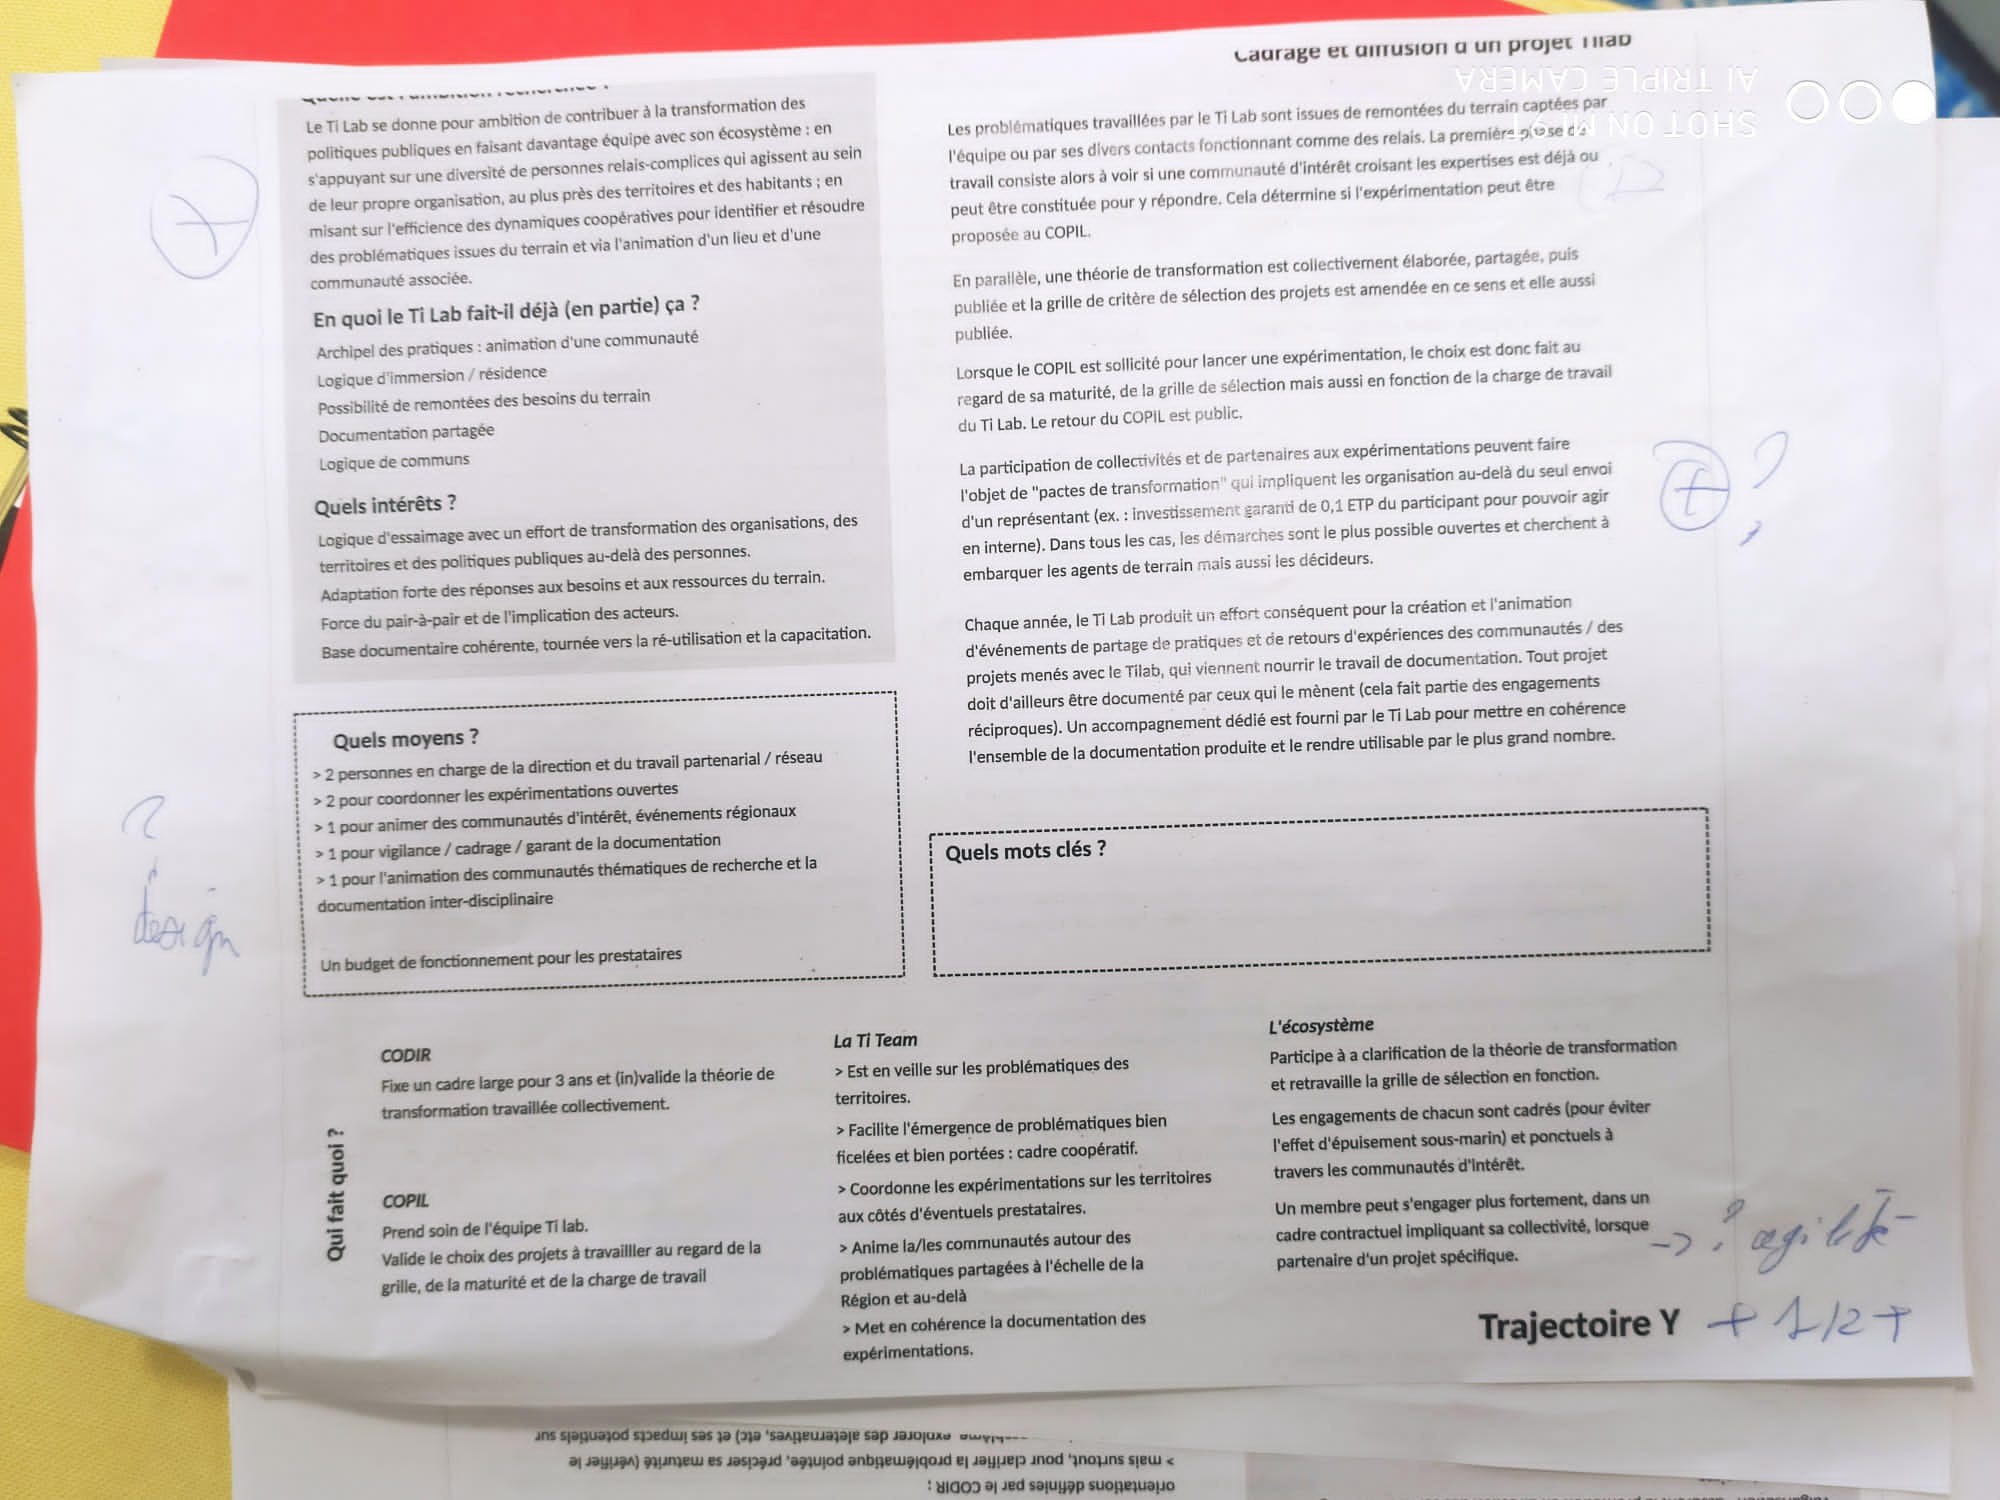 Cadrage et diffusion d'un projet Tilab
SHOT ON MI 9T
AI TRIPLE CAMERA
Quelle est l'ambition recherchée ?
Le Ti Lab se donne pour ambition de contribuer à la transformation des
politiques publiques en faisant davantage équipe avec son écosystème : en
s'appuyant sur une diversité de personnes relais-complices qui agissent au sein
de leur propre organisation, au plus près des territoires et des habitants ; en
misant sur l'efficience des dynamiques coopératives pour identifier et résoudre
des problématiques issues du terrain et via l'animation d'un lieu et d'une
communauté associée.
En quoi le Ti Lab fait-il déjà (en partie) ça ?
Archipel des pratiques : animation d'une communauté
Logique d'immersion / résidence
Possibilité de remontées des besoins du terrain
Documentation partagée
Logique de communs
Quels intérêts ?
Logique d'essaimage avec un effort de transformation des organisations, des
territoires et des politiques publiques au-delà des personnes.
Adaptation forte des réponses aux besoins et aux ressources du terrain.
Force du pair-à-pair et de l'implication des acteurs.
Base documentaire cohérente, tournée vers la ré-utilisation et la capacitation.
Quels moyens ?
> 2 personnes en charge de la direction et du travail partenarial / réseau
> 2 pour coordonner les expérimentations ouvertes
> 1 pour animer des communautés d'intérêt, événements régionaux
> 1 pour vigilance / cadrage / garant de la documentation
> 1 pour l'animation des communautés thématiques de recherche et la
documentation inter-disciplinaire
Un budget de fonctionnement pour les prestataires
?
design
Les problématiques travaillées par le Ti Lab sont issues de remontées du terrain captées par
l'équipe ou par ses divers contacts fonctionnant comme des relais. La première phase de
travail consiste alors à voir si une communauté d'intérêt croisant les expertises est déjà ou
peut être constituée pour y répondre. Cela détermine si l'expérimentation peut être
proposée au COPIL.
En parallèle, une théorie de transformation est collectivement élaborée, partagée, puis
publiée et la grille de critère de sélection des projets est amendée en ce sens et elle aussi
publiée.
Lorsque le COPIL est sollicité pour lancer une expérimentation, le choix est donc fait au
regard de sa maturité, de la grille de sélection mais aussi en fonction de la charge de travail
du Ti Lab. Le retour du COPIL est public.
La participation de collectivités et de partenaires aux expérimentations peuvent faire
l'objet de "pactes de transformation" qui impliquent les organisation au-delà du seul envoi
d'un représentant (ex. : investissement garanti de 0,1 ETP du participant pour pouvoir agir
en interne). Dans tous les cas, les démarches sont le plus possible ouvertes et cherchent à
embarquer les agents de terrain mais aussi les décideurs.
+ ?
Chaque année, le Ti Lab produit un effort conséquent pour la création et l'animation
d'événements de partage de pratiques et de retours d'expériences des communautés / des
projets menés avec le Tilab, qui viennent nourrir le travail de documentation. Tout projet
doit d'ailleurs être documenté par ceux qui le mènent (cela fait partie des engagements
réciproques). Un accompagnement dédié est fourni par le Ti Lab pour mettre en cohérence
l'ensemble de la documentation produite et le rendre utilisable par le plus grand nombre.
Quels mots clés ?
Qui fait quoi ?
CODIR
Fixe un cadre large pour 3 ans et (in)valide la théorie de
transformation travaillée collectivement.
COPIL
Prend soin de l'équipe Ti lab.
Valide le choix des projets à travailller au regard de la
grille, de la maturité et de la charge de travail
La Ti Team
> Est en veille sur les problématiques des
territoires.
> Facilite l'émergence de problématiques bien
ficelées et bien portées : cadre coopératif.
> Coordonne les expérimentations sur les territoires
aux côtés d'éventuels prestataires.
> Anime la/les communautés autour des
problématiques partagées à l'échelle de la
Région et au-delà
> Met en cohérence la documentation des
expérimentations.
L'écosystème
Participe à a clarification de la théorie de transformation
et retravaille la grille de sélection en fonction.
Les engagements de chacun sont cadrés (pour éviter
l'effet d'épuisement sous-marin) et ponctuels à
travers les communautés d'intérêt.
Un membre peut s'engager plus fortement, dans un
cadre contractuel impliquant sa collectivité, lorsque
partenaire d'un projet spécifique.
-> ? agilité
Trajectoire Y + 1/2 +
orientations définies par le CODIR ;
> mais surtout, pour clarifier la problématique pointée, préciser sa maturité (vérifier le
explorer des aleternatives, etc) et ses impacts potentiels sur